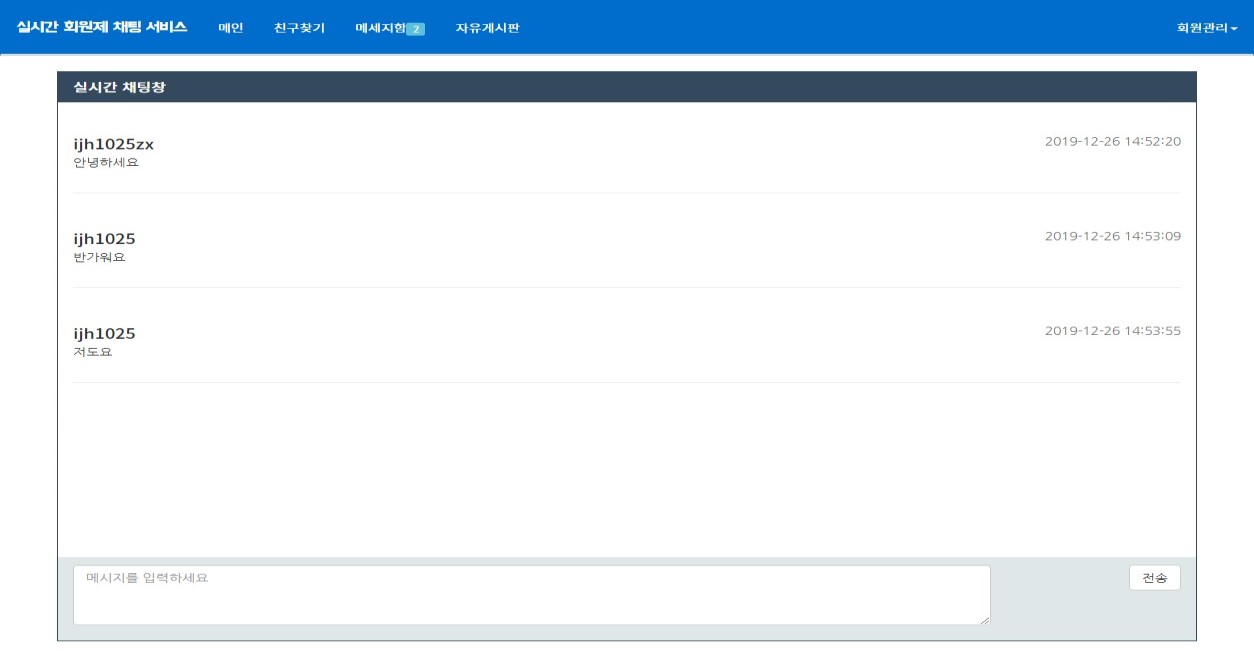 실시간 회원제 채팅 서비스 메인 친구찾기 메세지함 2 자유게시판 회원관리
실시간 채팅창
ijh1025zx 2019-12-26 14:52:20
안녕하세요
ijh1025 2019-12-26 14:53:09
반가워요
ijh1025 2019-12-26 14:53:55
저도요
메시지를 입력하세요 전송